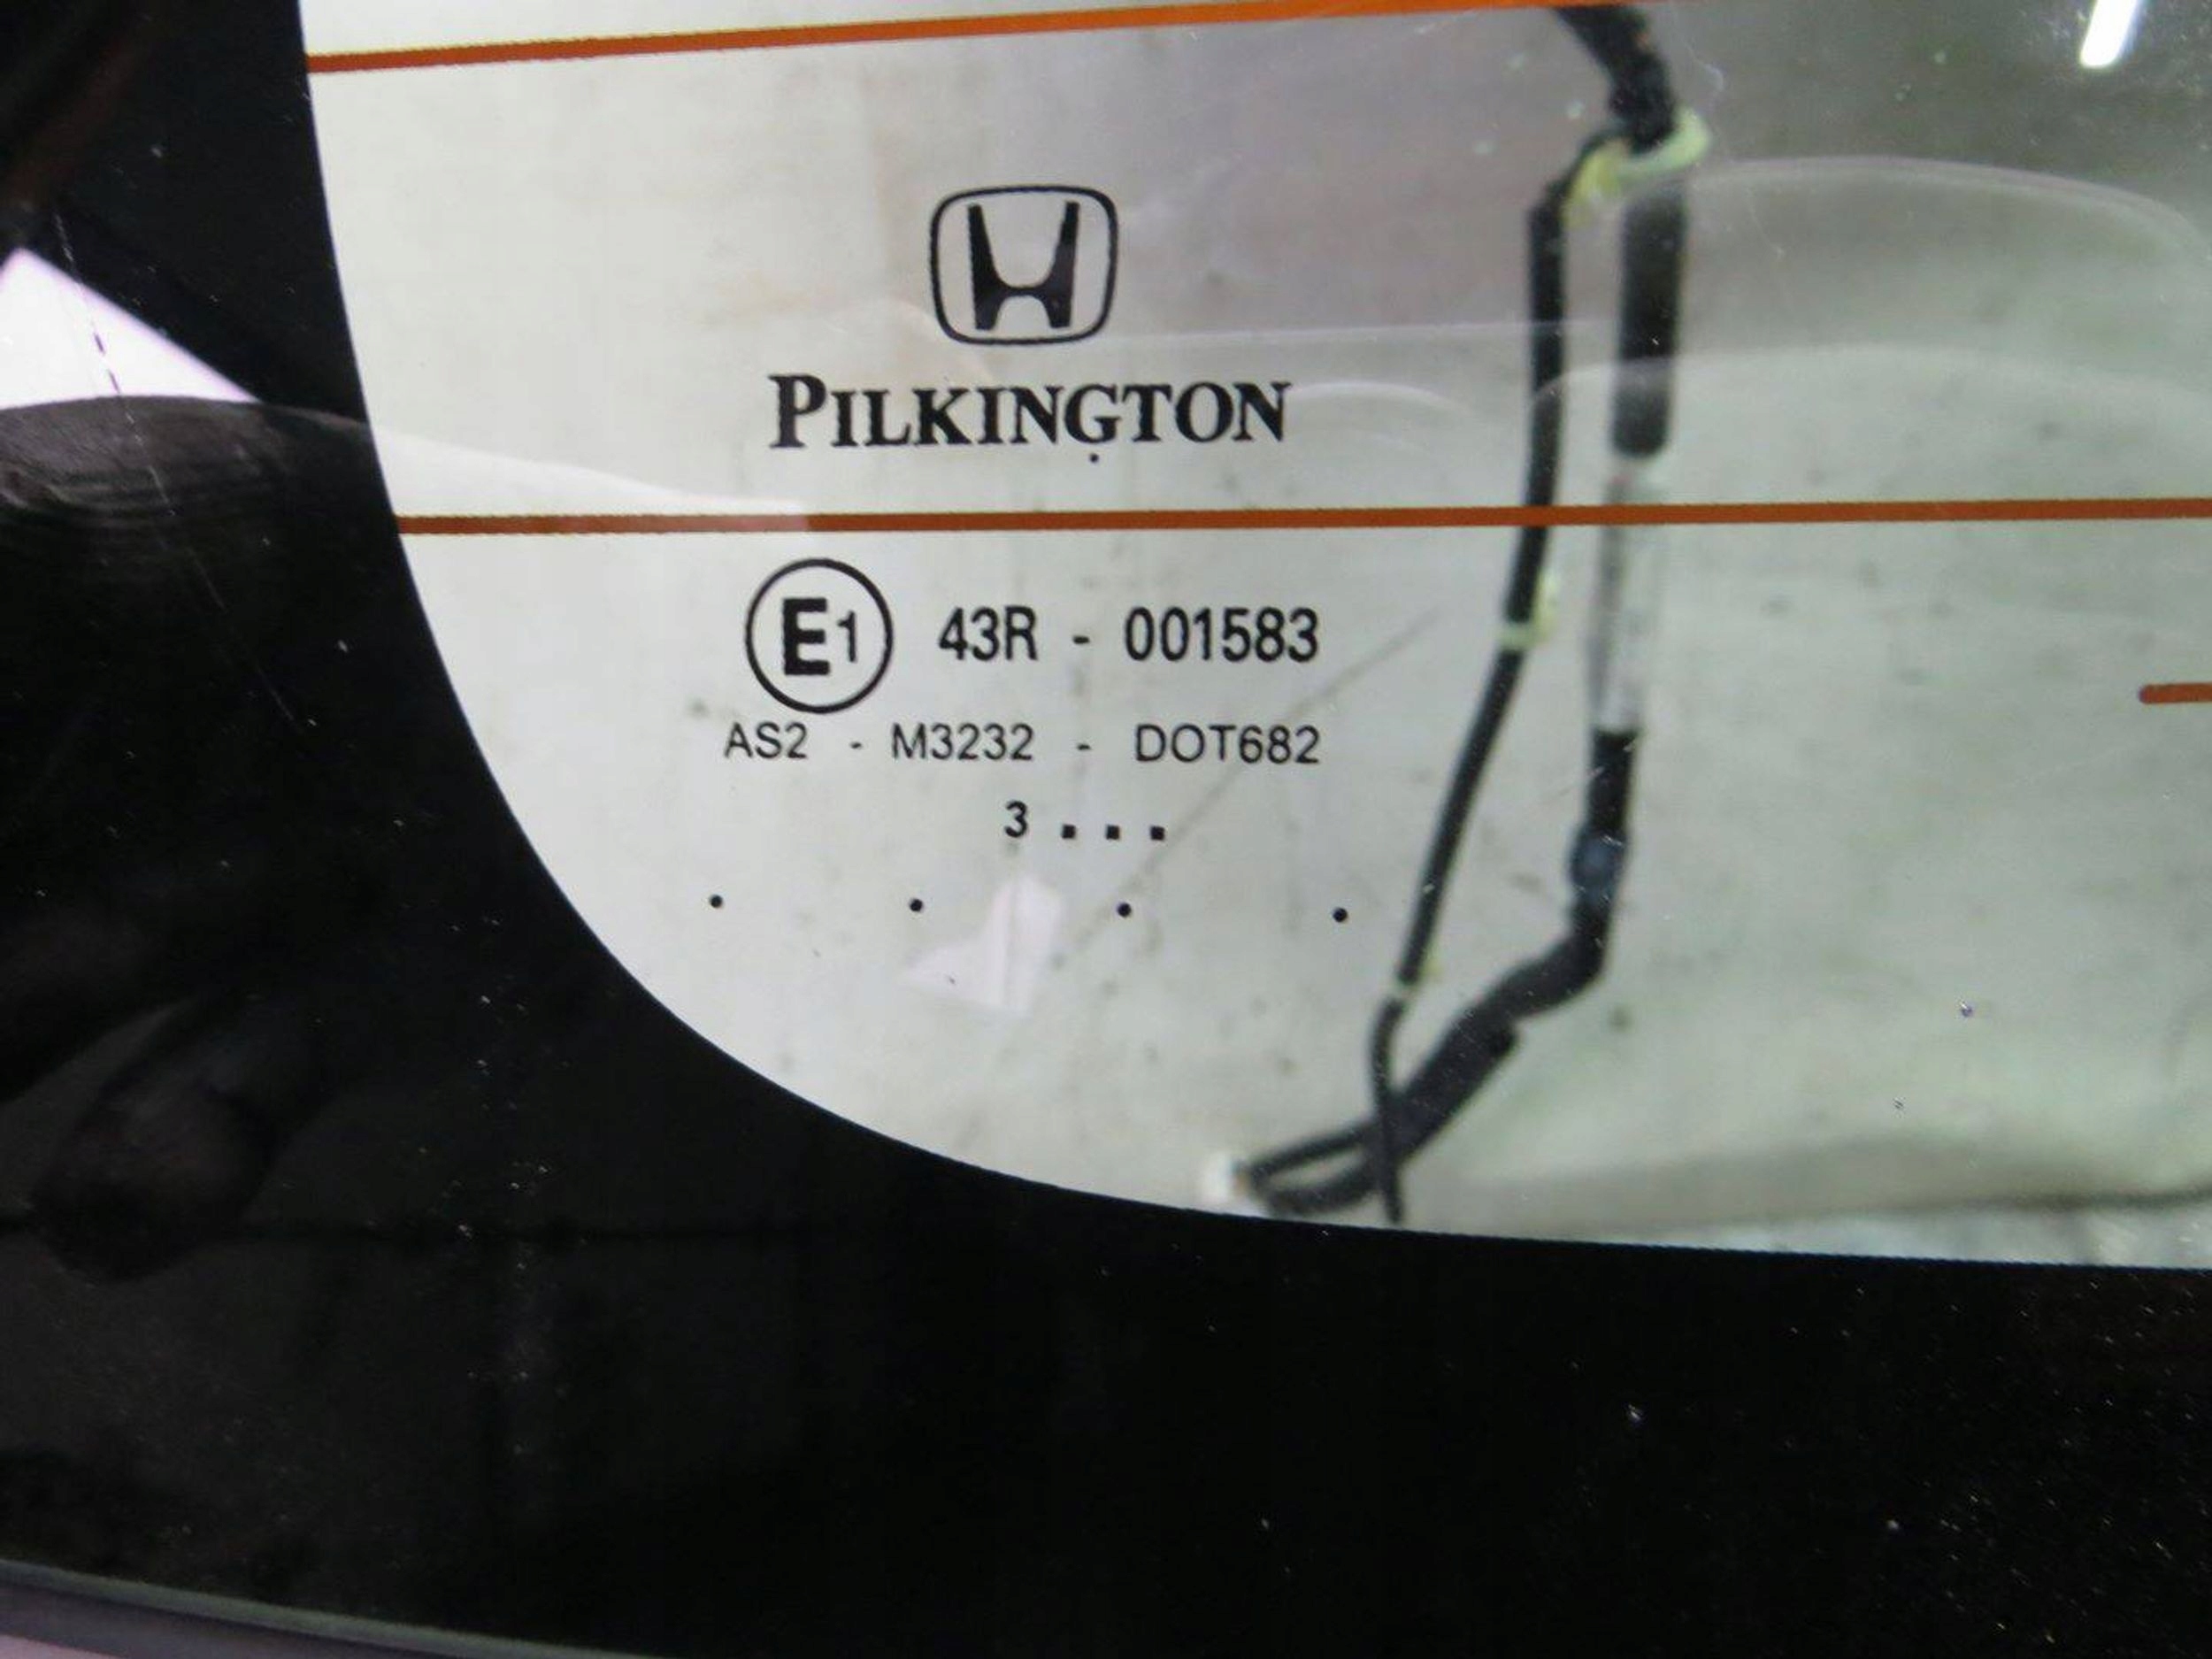 PILKINGTON
E1 43R - 001583
AS2 - M3232 - DOT682
3 . . .